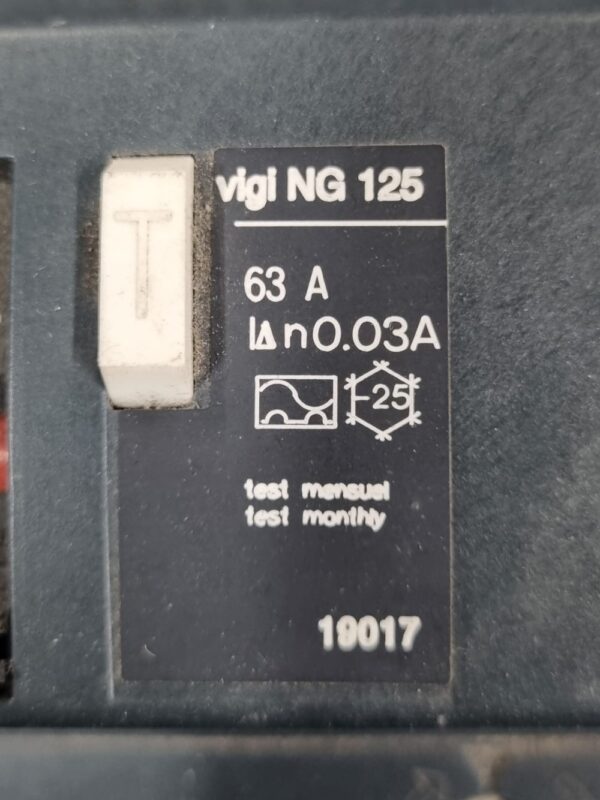 T
vigi NG 125
63 A
IΔn0.03A
-25
test mensuel
test monthly
19017